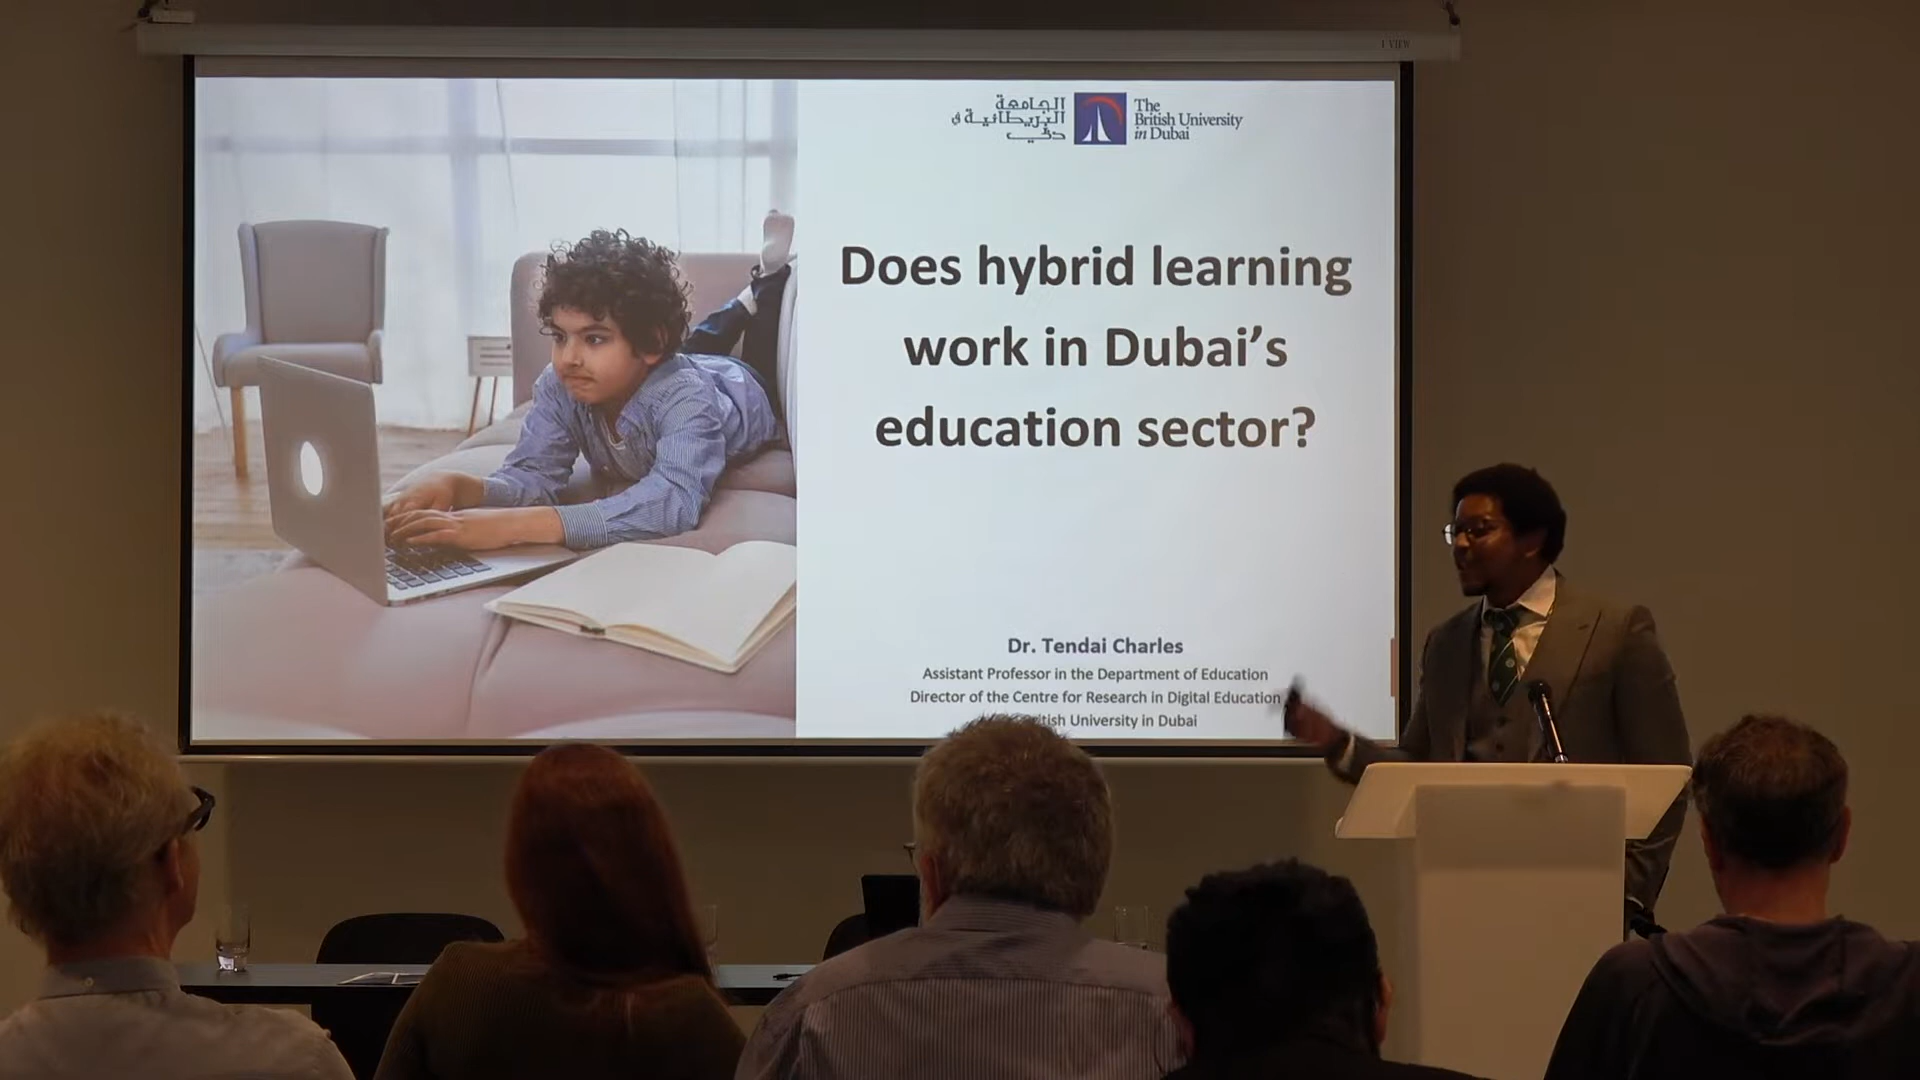 1 VIEW
الجامعة
البريطانية في
دبي
The
British University
in Dubai
Does hybrid learning
work in Dubai’s
education sector?
Dr. Tendai Charles
Assistant Professor in the Department of Education
Director of the Centre for Research in Digital Education
British University in Dubai